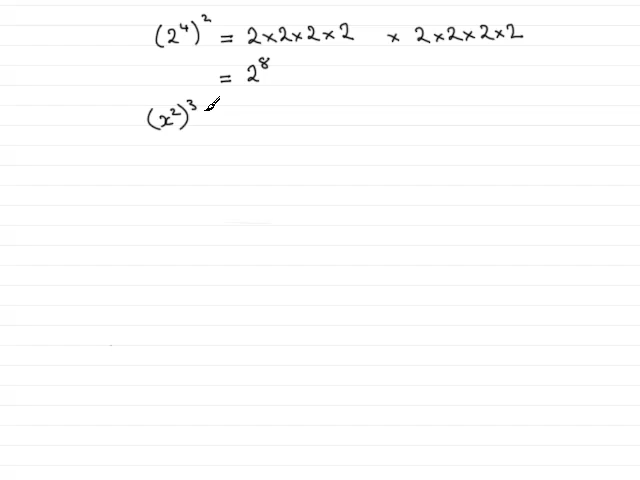 (2⁴)² = 2×2×2×2 × 2×2×2×2
= 2⁸
(x²)³